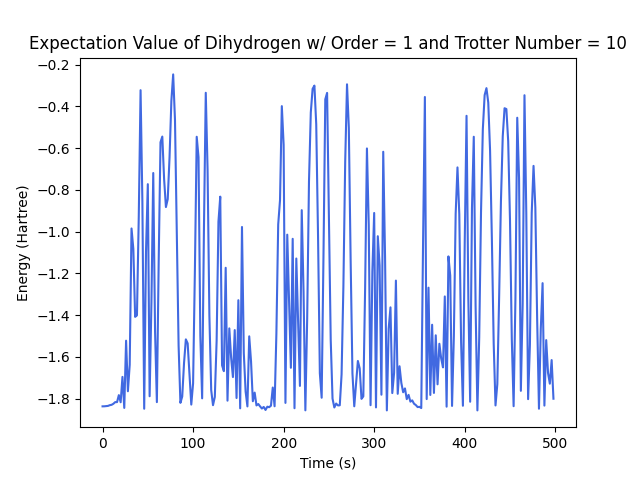 Expectation Value of Dihydrogen w/ Order = 1 and Trotter Number = 10
Energy (Hartree)
−0.2
−0.4
−0.6
−0.8
−1.0
−1.2
−1.4
−1.6
−1.8
0 100 200 300 400 500
Time (s)